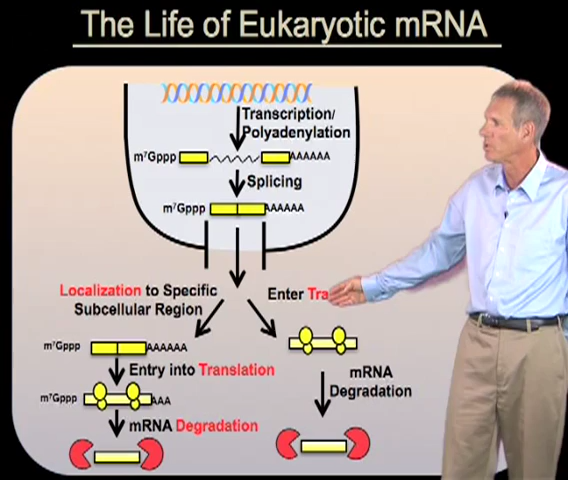 The Life of Eukaryotic mRNA
Transcription/
Polyadenylation
m⁷Gppp AAAAAA
Splicing
m⁷Gppp AAAAAA
Localization to Specific
Subcellular Region
Enter Tra
m⁷Gppp AAAAAA
Entry into Translation
m⁷Gppp AAA
mRNA Degradation
mRNA
Degradation